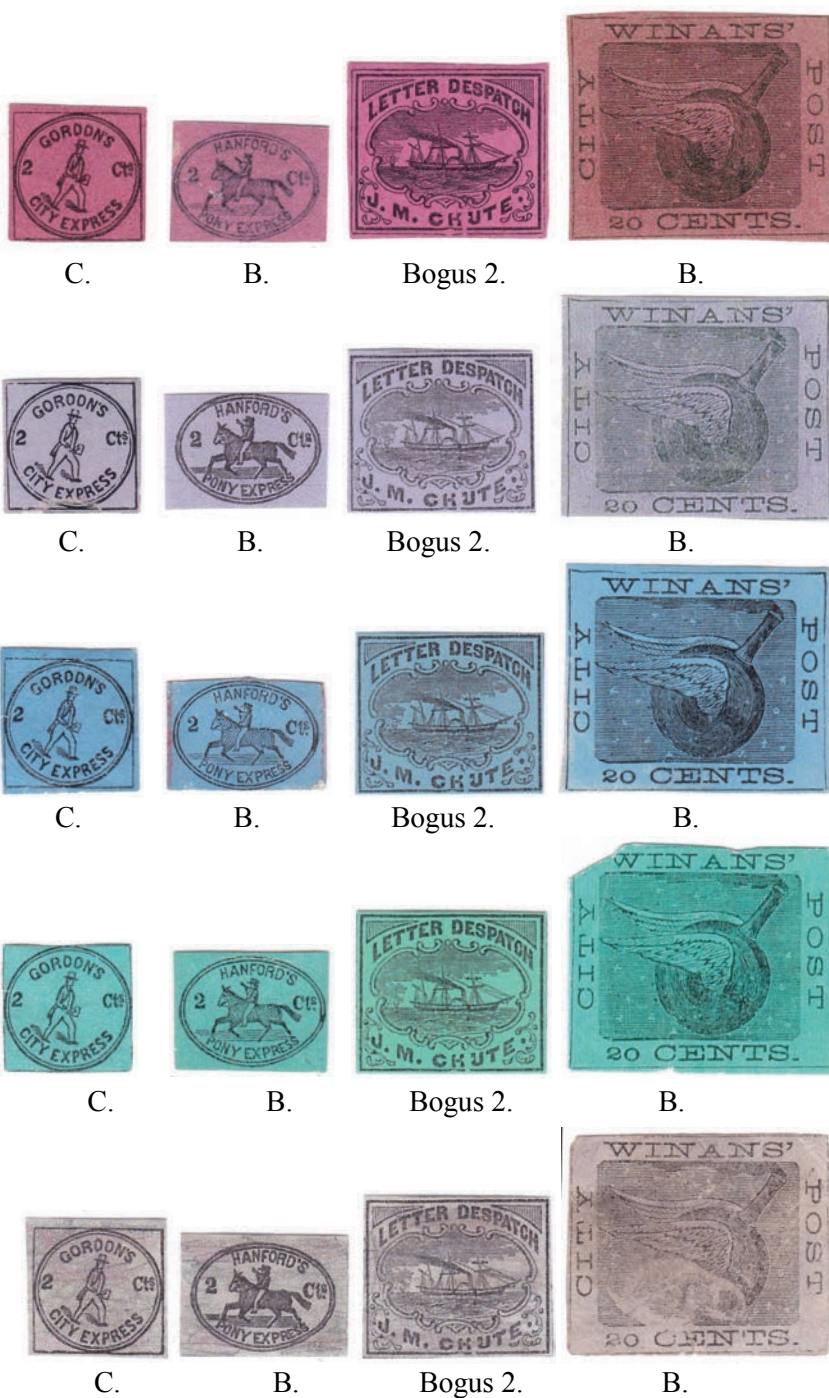 GORDON'S
2 Cts
CITY EXPRESS
HANFORD'S
2 Cts
PONY EXPRESS
LETTER DESPATCH
J. M. CHUTE.
WINANS'
CITY
POST
20 CENTS.
C. B. Bogus 2. B.
GORDON'S
2 Cts
CITY EXPRESS
HANFORD'S
2 Cts
PONY EXPRESS
LETTER DESPATCH
J. M. CHUTE.
WINANS'
CITY
POST
20 CENTS.
C. B. Bogus 2. B.
GORDON'S
2 Cts
CITY EXPRESS
HANFORD'S
2 Cts
PONY EXPRESS
LETTER DESPATCH
J. M. CHUTE.
WINANS'
CITY
POST
20 CENTS.
C. B. Bogus 2. B.
GORDON'S
2 Cts
CITY EXPRESS
HANFORD'S
2 Cts
PONY EXPRESS
LETTER DESPATCH
J. M. CHUTE.
WINANS'
CITY
POST
20 CENTS.
C. B. Bogus 2. B.
GORDON'S
2 Cts
CITY EXPRESS
HANFORD'S
2 Cts
PONY EXPRESS
LETTER DESPATCH
J. M. CHUTE.
WINANS'
CITY
POST
20 CENTS.
C. B. Bogus 2. B.